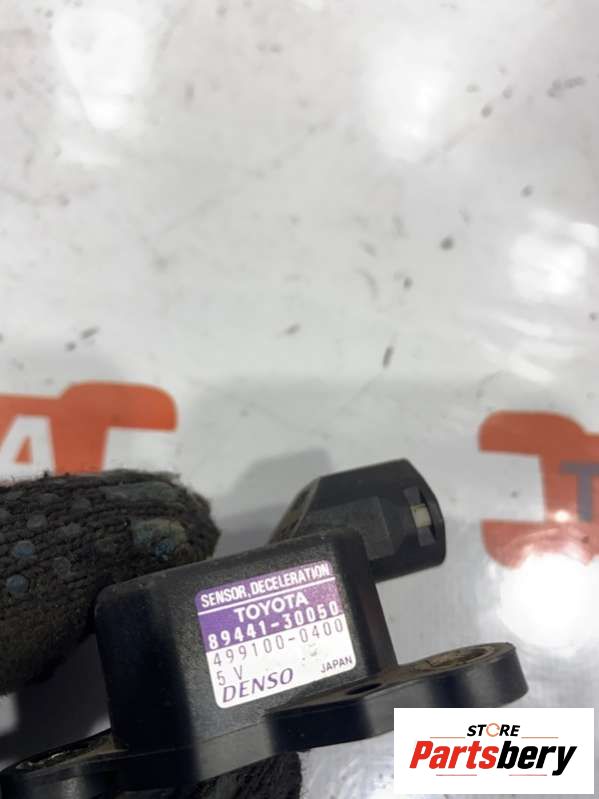 SENSOR, DECELERATION
TOYOTA
89441-30050
499100-0400
5 V
DENSO
JAPAN
STORE
Partsbery